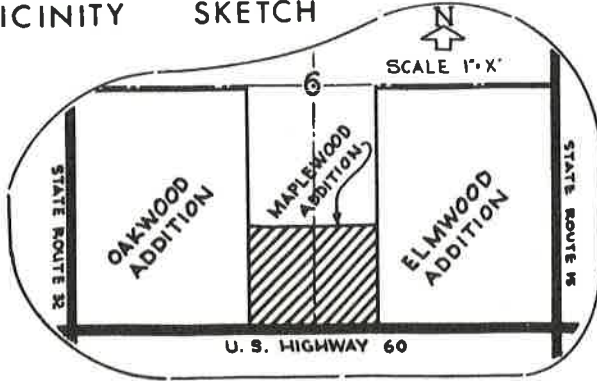 ICINITY SKETCH
N
SCALE 1"=X'
6
MAPLEWOOD
ADDITION
OAKWOOD
ADDITION
ELMWOOD
ADDITION
STATE ROUTE 32
STATE ROUTE 15
U. S. HIGHWAY 60